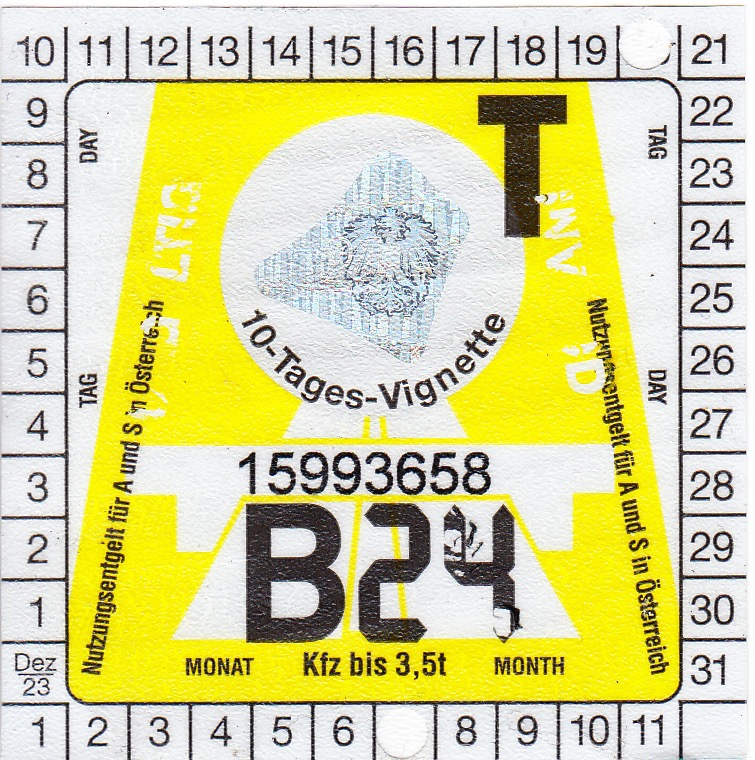 10 11 12 13 14 15 16 17 18 19 21
9
8
7
6
5
4
3
2
1
Dez
23
DAY
TAG
Nutzungsentgelt für A und S in Österreich
T
10-Tages-Vignette
15993658
B24
MONAT Kfz bis 3,5t MONTH
TAG
DAY
Nutzungsentgelt für A und S in Österreich
22
23
24
25
26
27
28
29
30
31
1 2 3 4 5 6 8 9 10 11